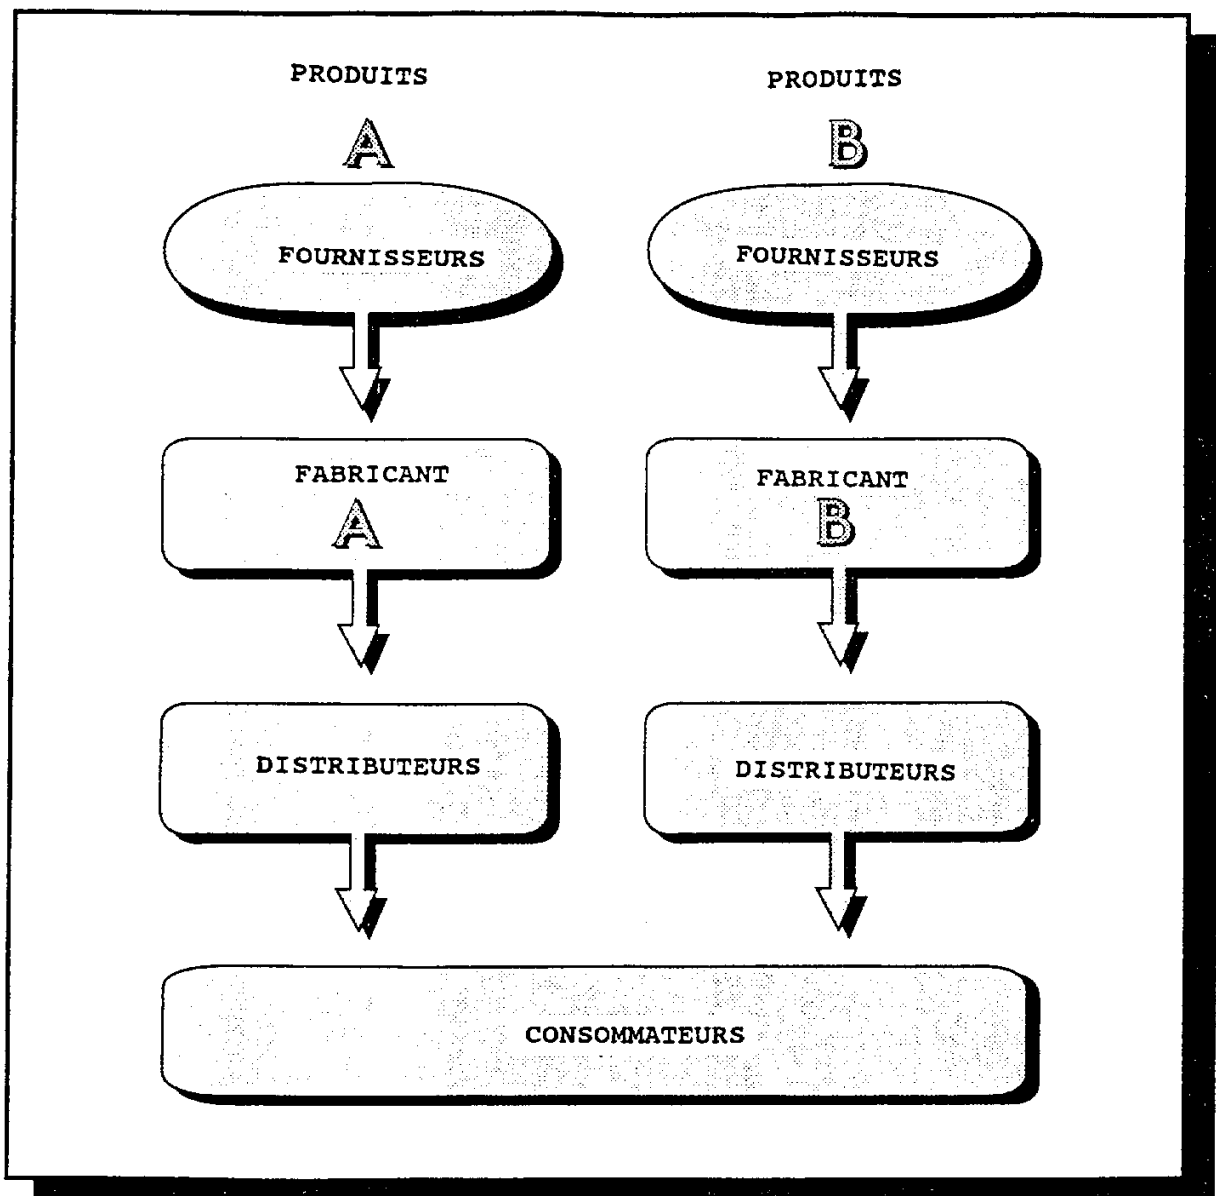 PRODUITS
A
FOURNISSEURS
FABRICANT
A
DISTRIBUTEURS
PRODUITS
B
FOURNISSEURS
FABRICANT
B
DISTRIBUTEURS
CONSOMMATEURS